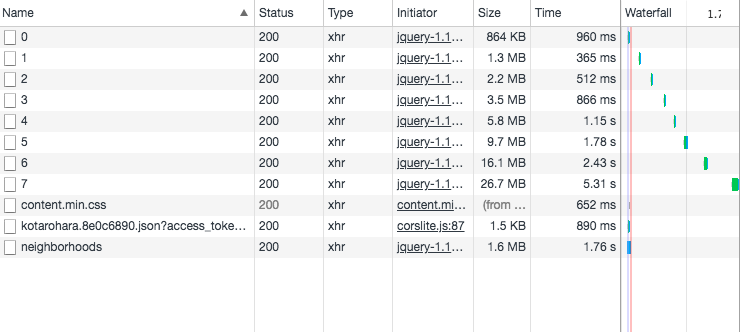 Name ▲ Status Type Initiator Size Time Waterfall 1.7
0 200 xhr jquery-1.1… 864 KB 960 ms
1 200 xhr jquery-1.1… 1.3 MB 365 ms
2 200 xhr jquery-1.1… 2.2 MB 512 ms
3 200 xhr jquery-1.1… 3.5 MB 866 ms
4 200 xhr jquery-1.1… 5.8 MB 1.15 s
5 200 xhr jquery-1.1… 9.7 MB 1.78 s
6 200 xhr jquery-1.1… 16.1 MB 2.43 s
7 200 xhr jquery-1.1… 26.7 MB 5.31 s
content.min.css 200 xhr content.mi… (from … 652 ms
kotarohara.8e0c6890.json?access_toke… 200 xhr corslite.js:87 1.5 KB 890 ms
neighborhoods 200 xhr jquery-1.1… 1.6 MB 1.76 s